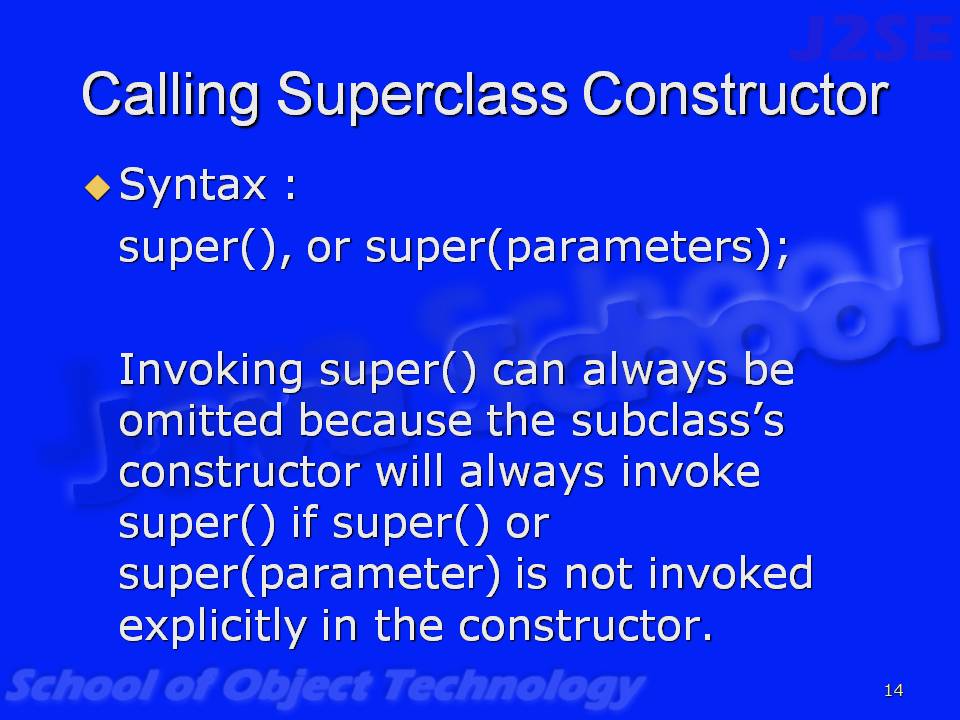 J2SE
Calling Superclass Constructor
Syntax :
super(), or super(parameters);
Java School
Invoking super() can always be
omitted because the subclass’s
constructor will always invoke
super() if super() or
super(parameter) is not invoked
explicitly in the constructor.
School of Object Technology
14